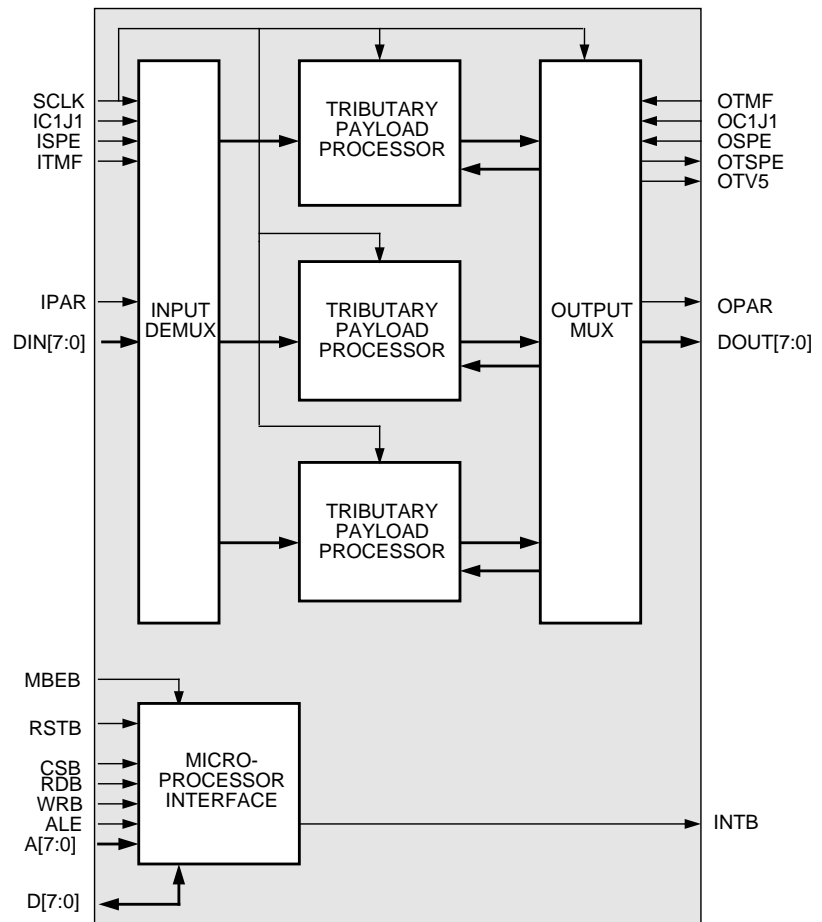 SCLK
IC1J1
ISPE
ITMF
IPAR
DIN[7:0]
INPUT
DEMUX
TRIBUTARY
PAYLOAD
PROCESSOR
TRIBUTARY
PAYLOAD
PROCESSOR
TRIBUTARY
PAYLOAD
PROCESSOR
OUTPUT
MUX
OTMF
OC1J1
OSPE
OTSPE
OTV5
OPAR
DOUT[7:0]
MBEB
RSTB
CSB
RDB
WRB
ALE
A[7:0]
D[7:0]
MICRO-
PROCESSOR
INTERFACE
INTB